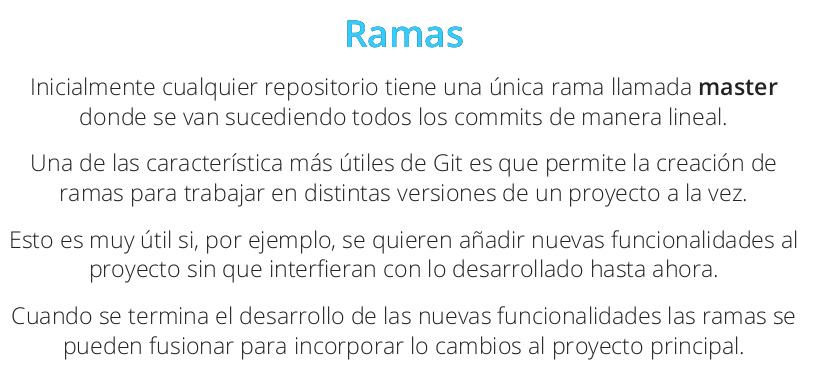 Ramas
Inicialmente cualquier repositorio tiene una única rama llamada master
donde se van sucediendo todos los commits de manera lineal.
Una de las característica más útiles de Git es que permite la creación de
ramas para trabajar en distintas versiones de un proyecto a la vez.
Esto es muy útil si, por ejemplo, se quieren añadir nuevas funcionalidades al
proyecto sin que interfieran con lo desarrollado hasta ahora.
Cuando se termina el desarrollo de las nuevas funcionalidades las ramas se
pueden fusionar para incorporar lo cambios al proyecto principal.